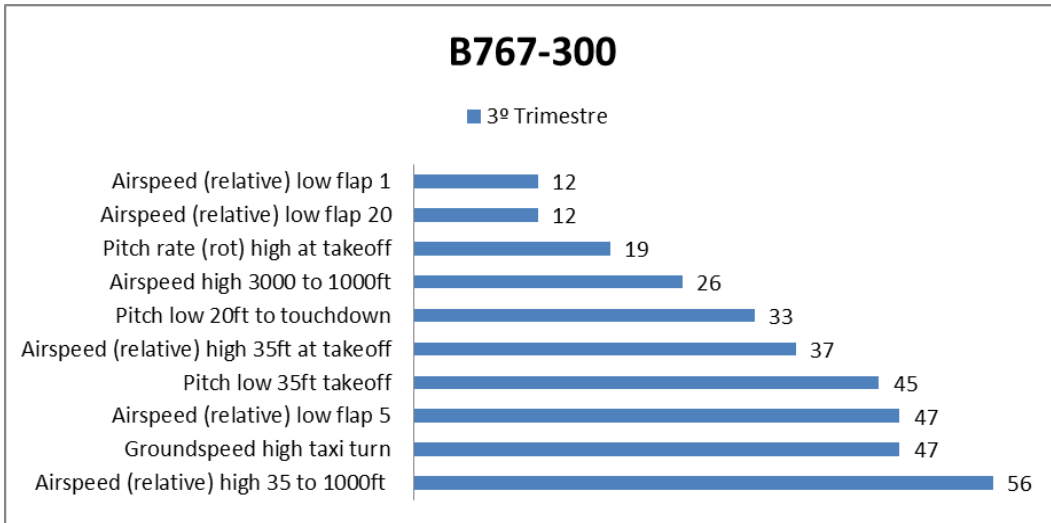 B767-300
3º Trimestre
Airspeed (relative) low flap 1 12
Airspeed (relative) low flap 20 12
Pitch rate (rot) high at takeoff 19
Airspeed high 3000 to 1000ft 26
Pitch low 20ft to touchdown 33
Airspeed (relative) high 35ft at takeoff 37
Pitch low 35ft takeoff 45
Airspeed (relative) low flap 5 47
Groundspeed high taxi turn 47
Airspeed (relative) high 35 to 1000ft 56